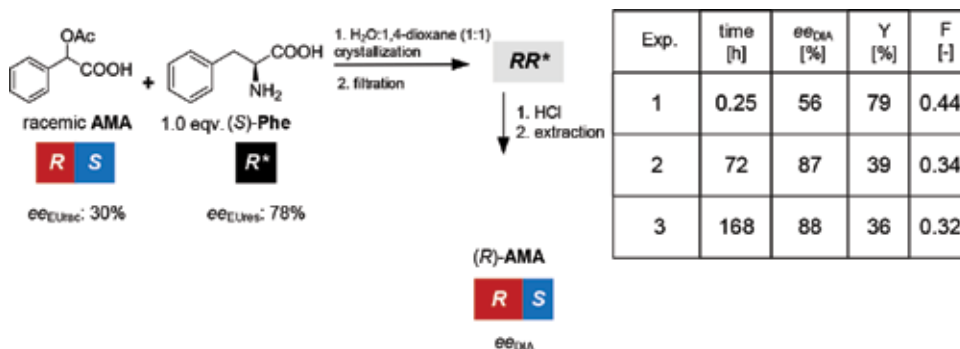 OAc
COOH
+
COOH
NH2
racemic AMA
1.0 eqv. (S)-Phe
R S
R*
eeEUrac: 30%
eeEUres: 78%
1. H2O:1,4-dioxane (1:1)
crystallization
2. filtration
RR*
1. HCl
2. extraction
(R)-AMA
R S
eeDIA
Exp. time [h] eeDIA [%] Y [%] F [-]
1 0.25 56 79 0.44
2 72 87 39 0.34
3 168 88 36 0.32